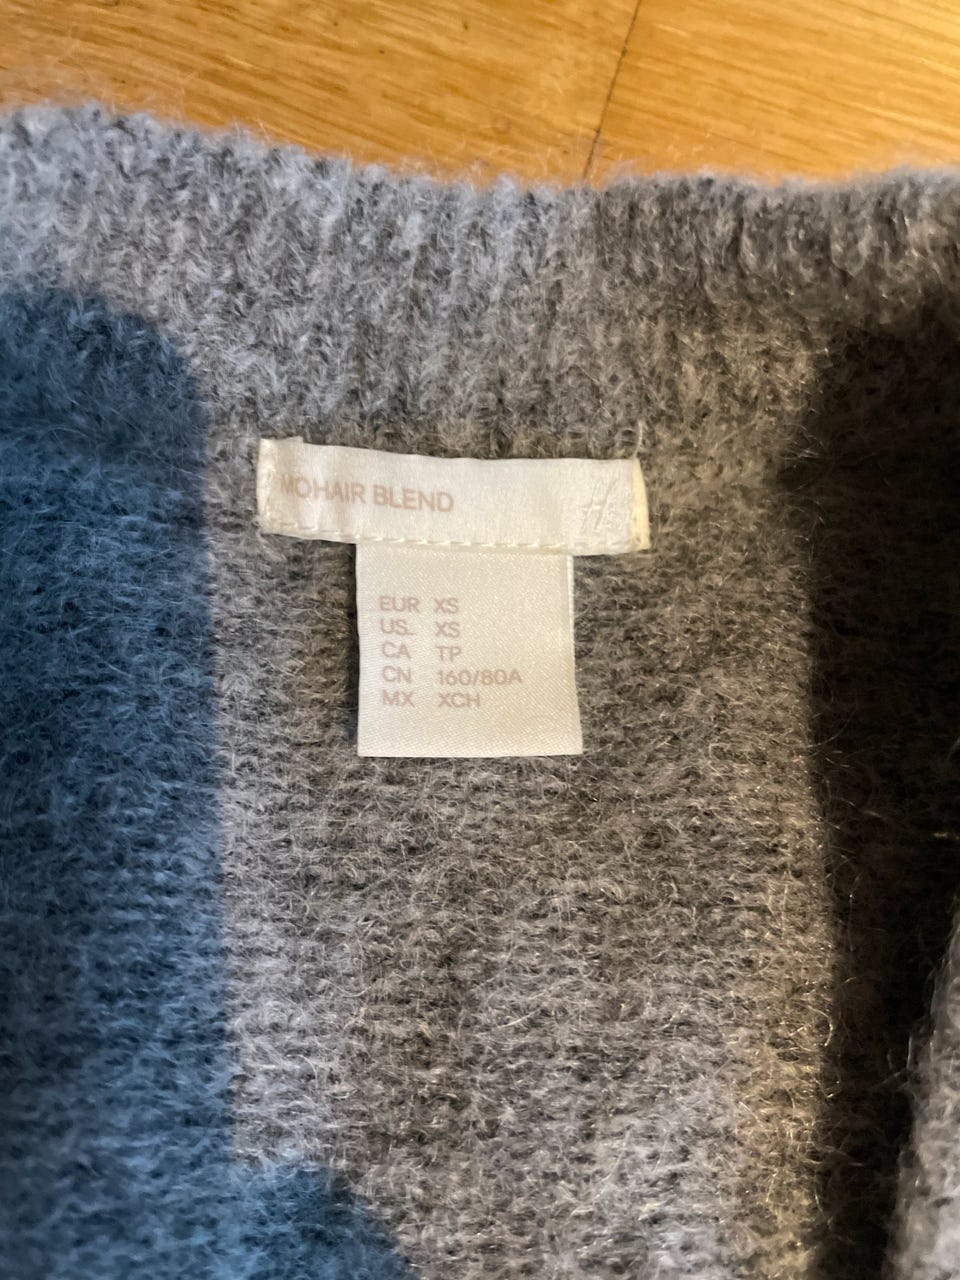 MOHAIR BLEND
EUR XS
US XS
CA TP
CN 160/80A
MX XCH